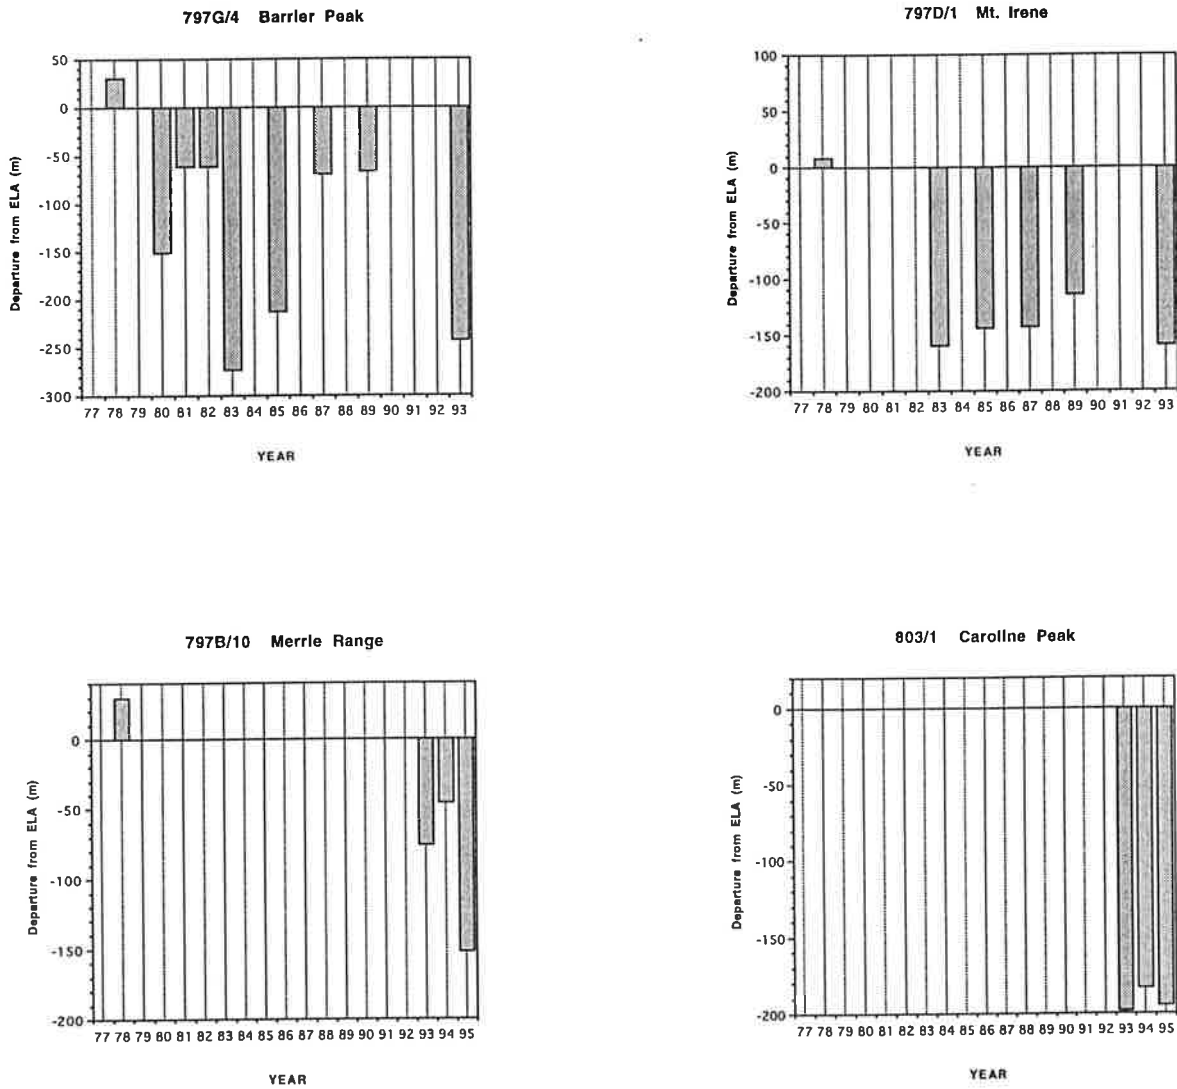 797G/4 Barrier Peak
50
0
-50
-100
-150
-200
-250
-300
Departure from ELA (m)
77 78 79 80 81 82 83 84 85 86 87 88 89 90 91 92 93
YEAR
797D/1 Mt. Irene
100
50
0
-50
-100
-150
-200
Departure from ELA (m)
77 78 79 80 81 82 83 84 85 86 87 88 89 90 91 92 93
YEAR
797B/10 Merrie Range
0
-50
-100
-150
-200
Departure from ELA (m)
77 78 79 80 81 82 83 84 85 86 87 88 89 90 91 92 93 94 95
YEAR
803/1 Caroline Peak
0
-50
-100
-150
-200
Departure from ELA (m)
77 78 79 80 81 82 83 84 85 86 87 88 89 90 91 92 93 94 95
YEAR